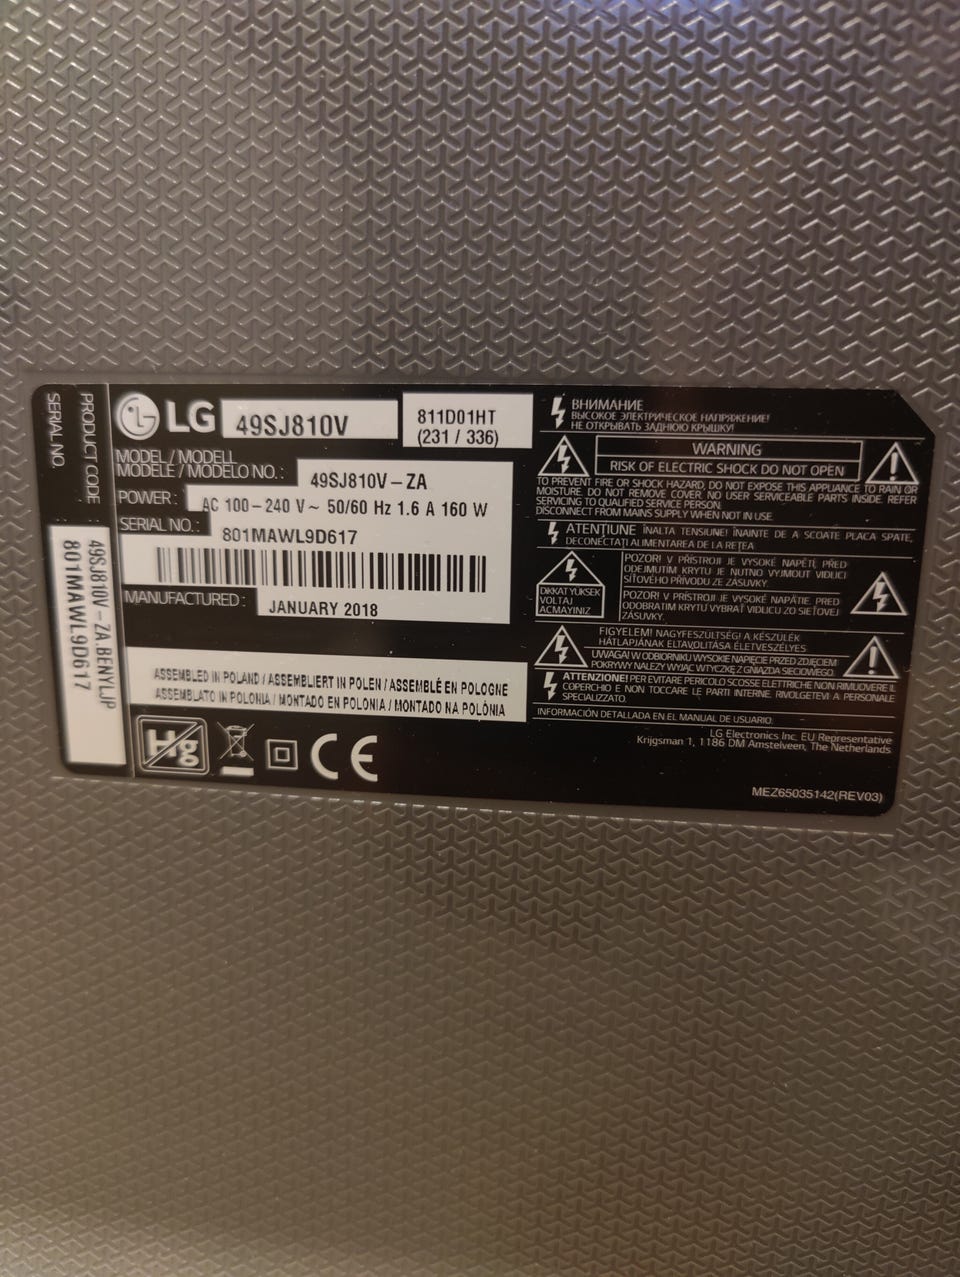 PRODUCT CODE
SERIAL NO.
49SJ810V-ZA.BENYLJP
801MAWL9D617
LG
49SJ810V
811D01HT
(231 / 336)
MODEL / MODELL
MODELE / MODELO NO.:
49SJ810V-ZA
POWER:
AC 100-240 V~ 50/60 Hz 1.6 A 160 W
SERIAL NO.:
801MAWL9D617
MANUFACTURED:
JANUARY 2018
ASSEMBLED IN POLAND / ASSEMBLIERT IN POLEN / ASSEMBLÉ EN POLOGNE
ASSEMBLATO IN POLONIA / MONTADO EN POLONIA / MONTADO NA POLÔNIA
Hg
CE
ВНИМАНИЕ
ВЫСОКОЕ ЭЛЕКТРИЧЕСКОЕ НАПРЯЖЕНИЕ!
НЕ ОТКРЫВАТЬ ЗАДНЮЮ КРЫШКУ!
WARNING
RISK OF ELECTRIC SHOCK DO NOT OPEN
TO PREVENT FIRE OR SHOCK HAZARD, DO NOT EXPOSE THIS APPLIANCE TO RAIN OR
MOISTURE. DO NOT REMOVE COVER. NO USER SERVICEABLE PARTS INSIDE. REFER
SERVICING TO QUALIFIED SERVICE PERSON.
DISCONNECT FROM MAINS SUPPLY WHEN NOT IN USE.
ATENȚIUNE ÎNALTA TENSIUNE! ÎNAINTE DE A SCOATE PLACA SPATE,
DECONECTAȚI ALIMENTAREA DE LA REȚEA
DIKKAT YUKSEK
VOLTAJ
ACMAYINIZ
POZOR! V PŘÍSTROJI JE VYSOKÉ NAPĚTÍ, PŘED
ODEJMUTIM KRYTU JE NUTNO VYJMOUT VIDLICI
SÍŤOVÉHO PŘÍVODU ZE ZÁSUVKY.
POZOR! V PRÍSTROJI JE VYSOKÉ NAPÄTIE. PRED
ODOBRATIM KRYTU VYBRAŤ VIDLICU ZO SIEŤOVEJ
ZÁSUVKY.
FIGYELEM! NAGYFESZÜLTSÉG! A KÉSZÜLÉK
HÁTLAPJÁNAK ELTAVOLÍTÁSA ÉLETVESZÉLYES
UWAGA! W ODBIORNIKU WYSOKIE NAPIĘCIE PRZED ZDJĘCIEM
POKRYWY NALEŻY WYJĄĆ WTYCZKĘ Z GNIAZDA SIECIOWEGO.
ATTENZIONE! PER EVITARE PERICOLO SCOSSE ELETTRICHE NON RIMUOVERE IL
COPERCHIO E NON TOCCARE LE PARTI INTERNE. RIVOLGETEVI A PERSONALE
SPECIALIZZATO.
INFORMACIÓN DETALLADA EN EL MANUAL DE USUARIO.
LG Electronics Inc. EU Representative
Krijgsman 1, 1186 DM Amstelveen, The Netherlands
MEZ65035142(REV03)